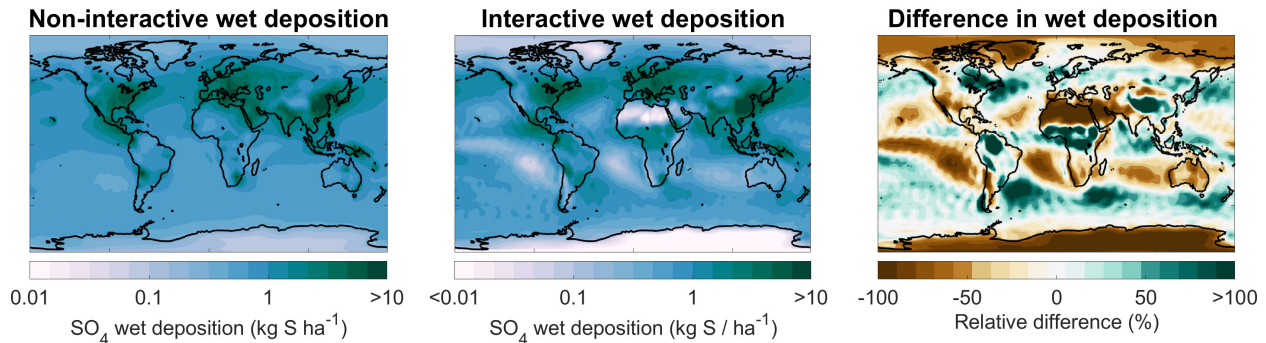 Non-interactive wet deposition
Interactive wet deposition
Difference in wet deposition
0.01 0.1 1 >10
<0.01 0.1 1 >10
-100 -50 0 50 >100
SO4 wet deposition (kg S ha-1)
SO4 wet deposition (kg S / ha-1)
Relative difference (%)